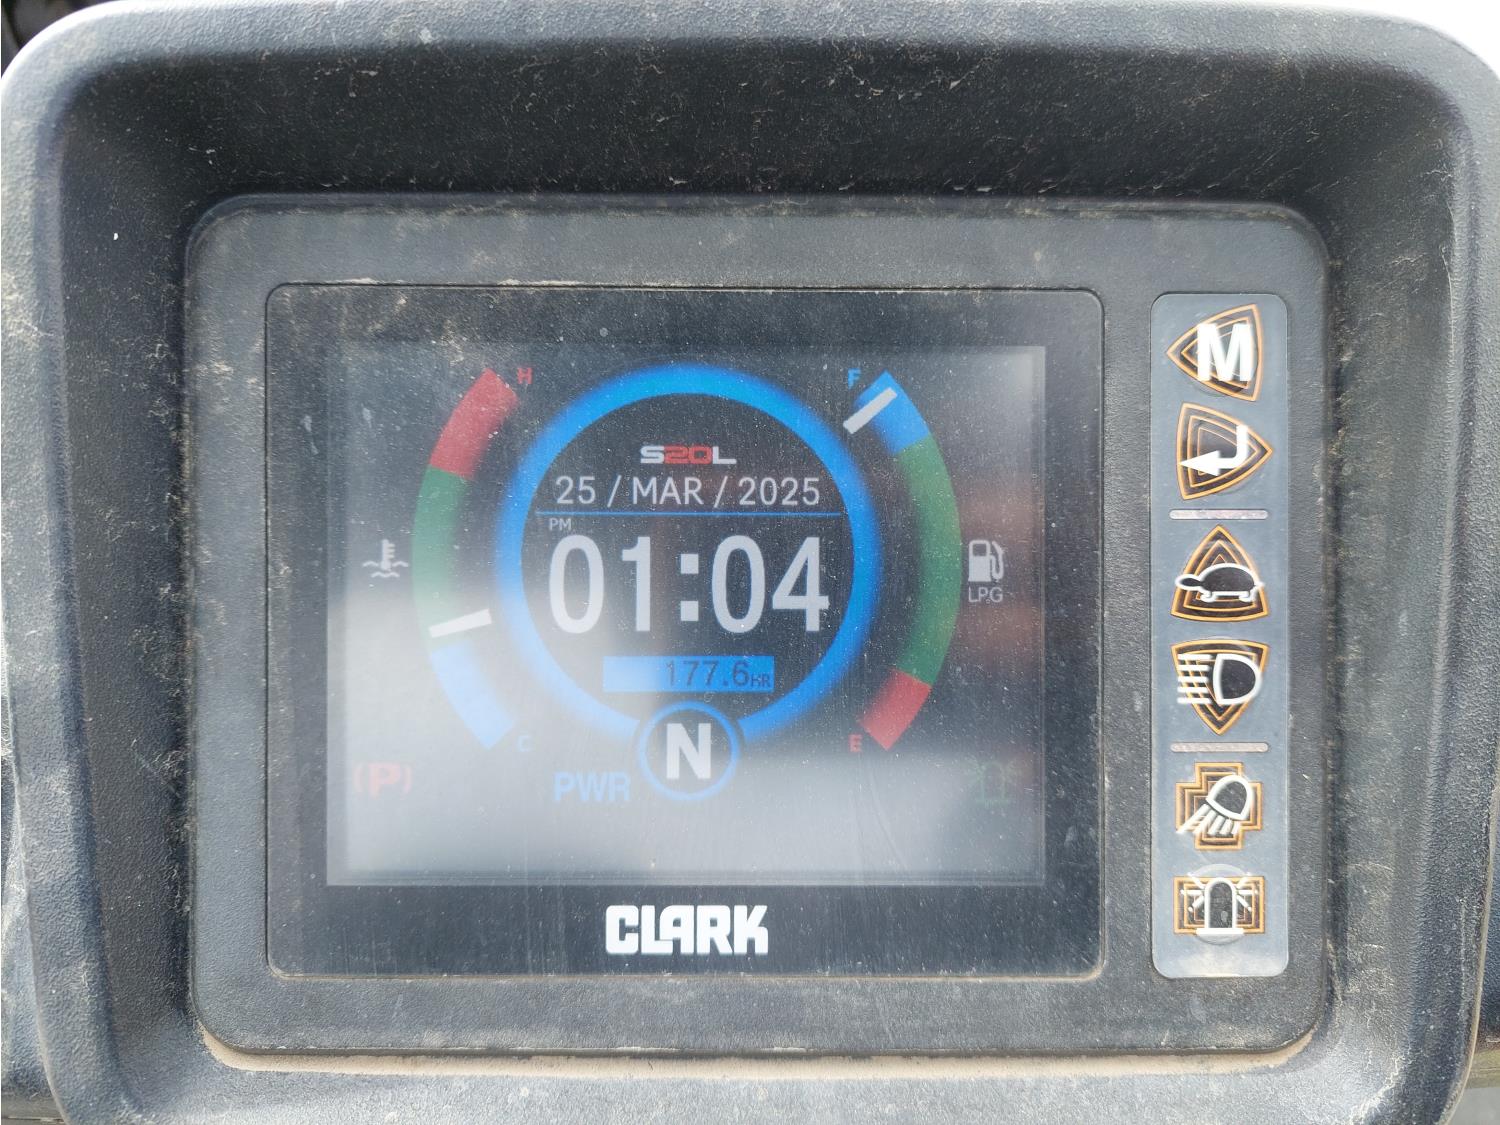 H
F
S20L
25 / MAR / 2025
PM
01:04
LPG
177.6HR
C
N
E
(P)
PWR
CLARK
M